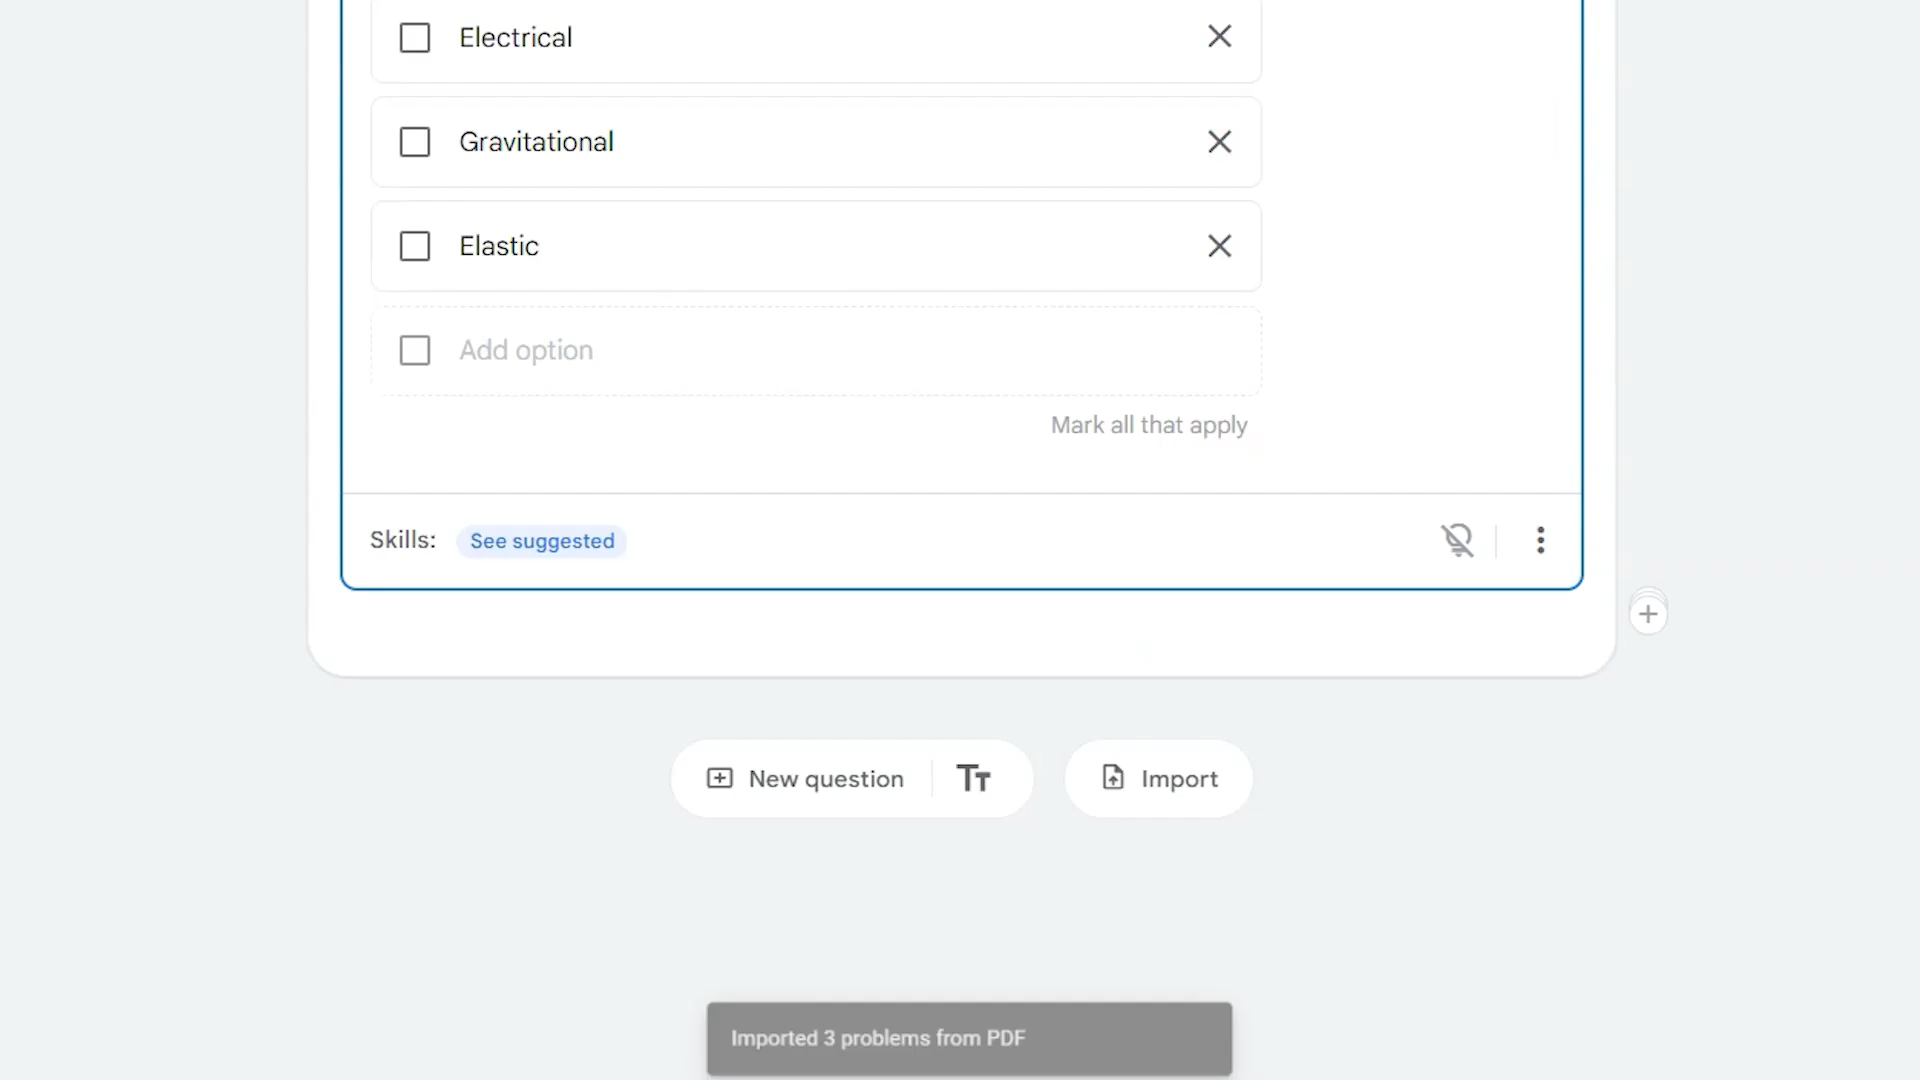 Electrical
Gravitational
Elastic
Add option
Mark all that apply
Skills: See suggested
New question Tт Import
Imported 3 problems from PDF